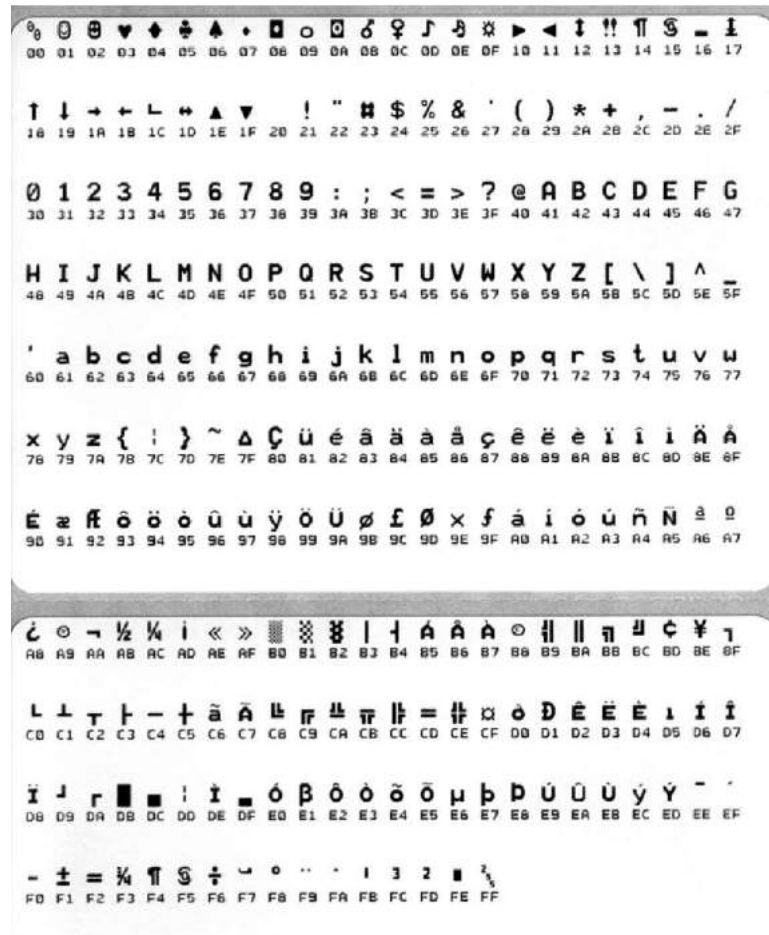 ☺ ☻ ♥ ♦ ♣ ♠ • ◘ ○ ◙ ♂ ♀ ♪ ♫ ¤ ► ◄ ↕ ‼ ¶ § ▬ ↨
00 01 02 03 04 05 06 07 08 09 0A 0B 0C 0D 0E 0F 10 11 12 13 14 15 16 17
↑ ↓ → ← ∟ ↔ ▲ ▼ ! " # $ % & ' ( ) * + , - . /
18 19 1A 1B 1C 1D 1E 1F 20 21 22 23 24 25 26 27 28 29 2A 2B 2C 2D 2E 2F
0 1 2 3 4 5 6 7 8 9 : ; < = > ? @ A B C D E F G
30 31 32 33 34 35 36 37 38 39 3A 3B 3C 3D 3E 3F 40 41 42 43 44 45 46 47
H I J K L M N O P Q R S T U V W X Y Z [ \ ] ^ _
48 49 4A 4B 4C 4D 4E 4F 50 51 52 53 54 55 56 57 58 59 5A 5B 5C 5D 5E 5F
' a b c d e f g h i j k l m n o p q r s t u v w
60 61 62 63 64 65 66 67 68 69 6A 6B 6C 6D 6E 6F 70 71 72 73 74 75 76 77
x y z { ¦ } ~ ∆ Ç ü é â ä à å ç ê ë è ï î ì Ä Å
78 79 7A 7B 7C 7D 7E 7F 80 81 82 83 84 85 86 87 88 89 8A 8B 8C 8D 8E 8F
É æ Æ ô ö ò û ù ÿ Ö Ü ø £ Ø × ƒ á í ó ú ñ Ñ ª º
90 91 92 93 94 95 96 97 98 99 9A 9B 9C 9D 9E 9F A0 A1 A2 A3 A4 A5 A6 A7
¿ ® ¬ ½ ¼ ¡ « » ░ ▒ ▓ │ ┤ Á Â À © ╣ ║ ╗ ╝ ¢ ¥ ┐
A8 A9 AA AB AC AD AE AF B0 B1 B2 B3 B4 B5 B6 B7 B8 B9 BA BB BC BD BE BF
└ ┴ ┬ ├ ─ ┼ ã Ã ╚ ╔ ╩ ╦ ╠ = ╬ ¤ ð Đ Ê Ë È ı Í Î
C0 C1 C2 C3 C4 C5 C6 C7 C8 C9 CA CB CC CD CE CF D0 D1 D2 D3 D4 D5 D6 D7
Ï ┘ ┌ █ ▄ ¦ Ì ▬ Ó β Ô Ò õ Õ µ þ Þ Ú Û Ù ý Ý ¯ ´
D8 D9 DA DB DC DD DE DF E0 E1 E2 E3 E4 E5 E6 E7 E8 E9 EA EB EC ED EE EF
- ± = ¾ ¶ § ÷ ¸ ° ¨ · ı 3 2 ■
F0 F1 F2 F3 F4 F5 F6 F7 F8 F9 FA FB FC FD FE FF